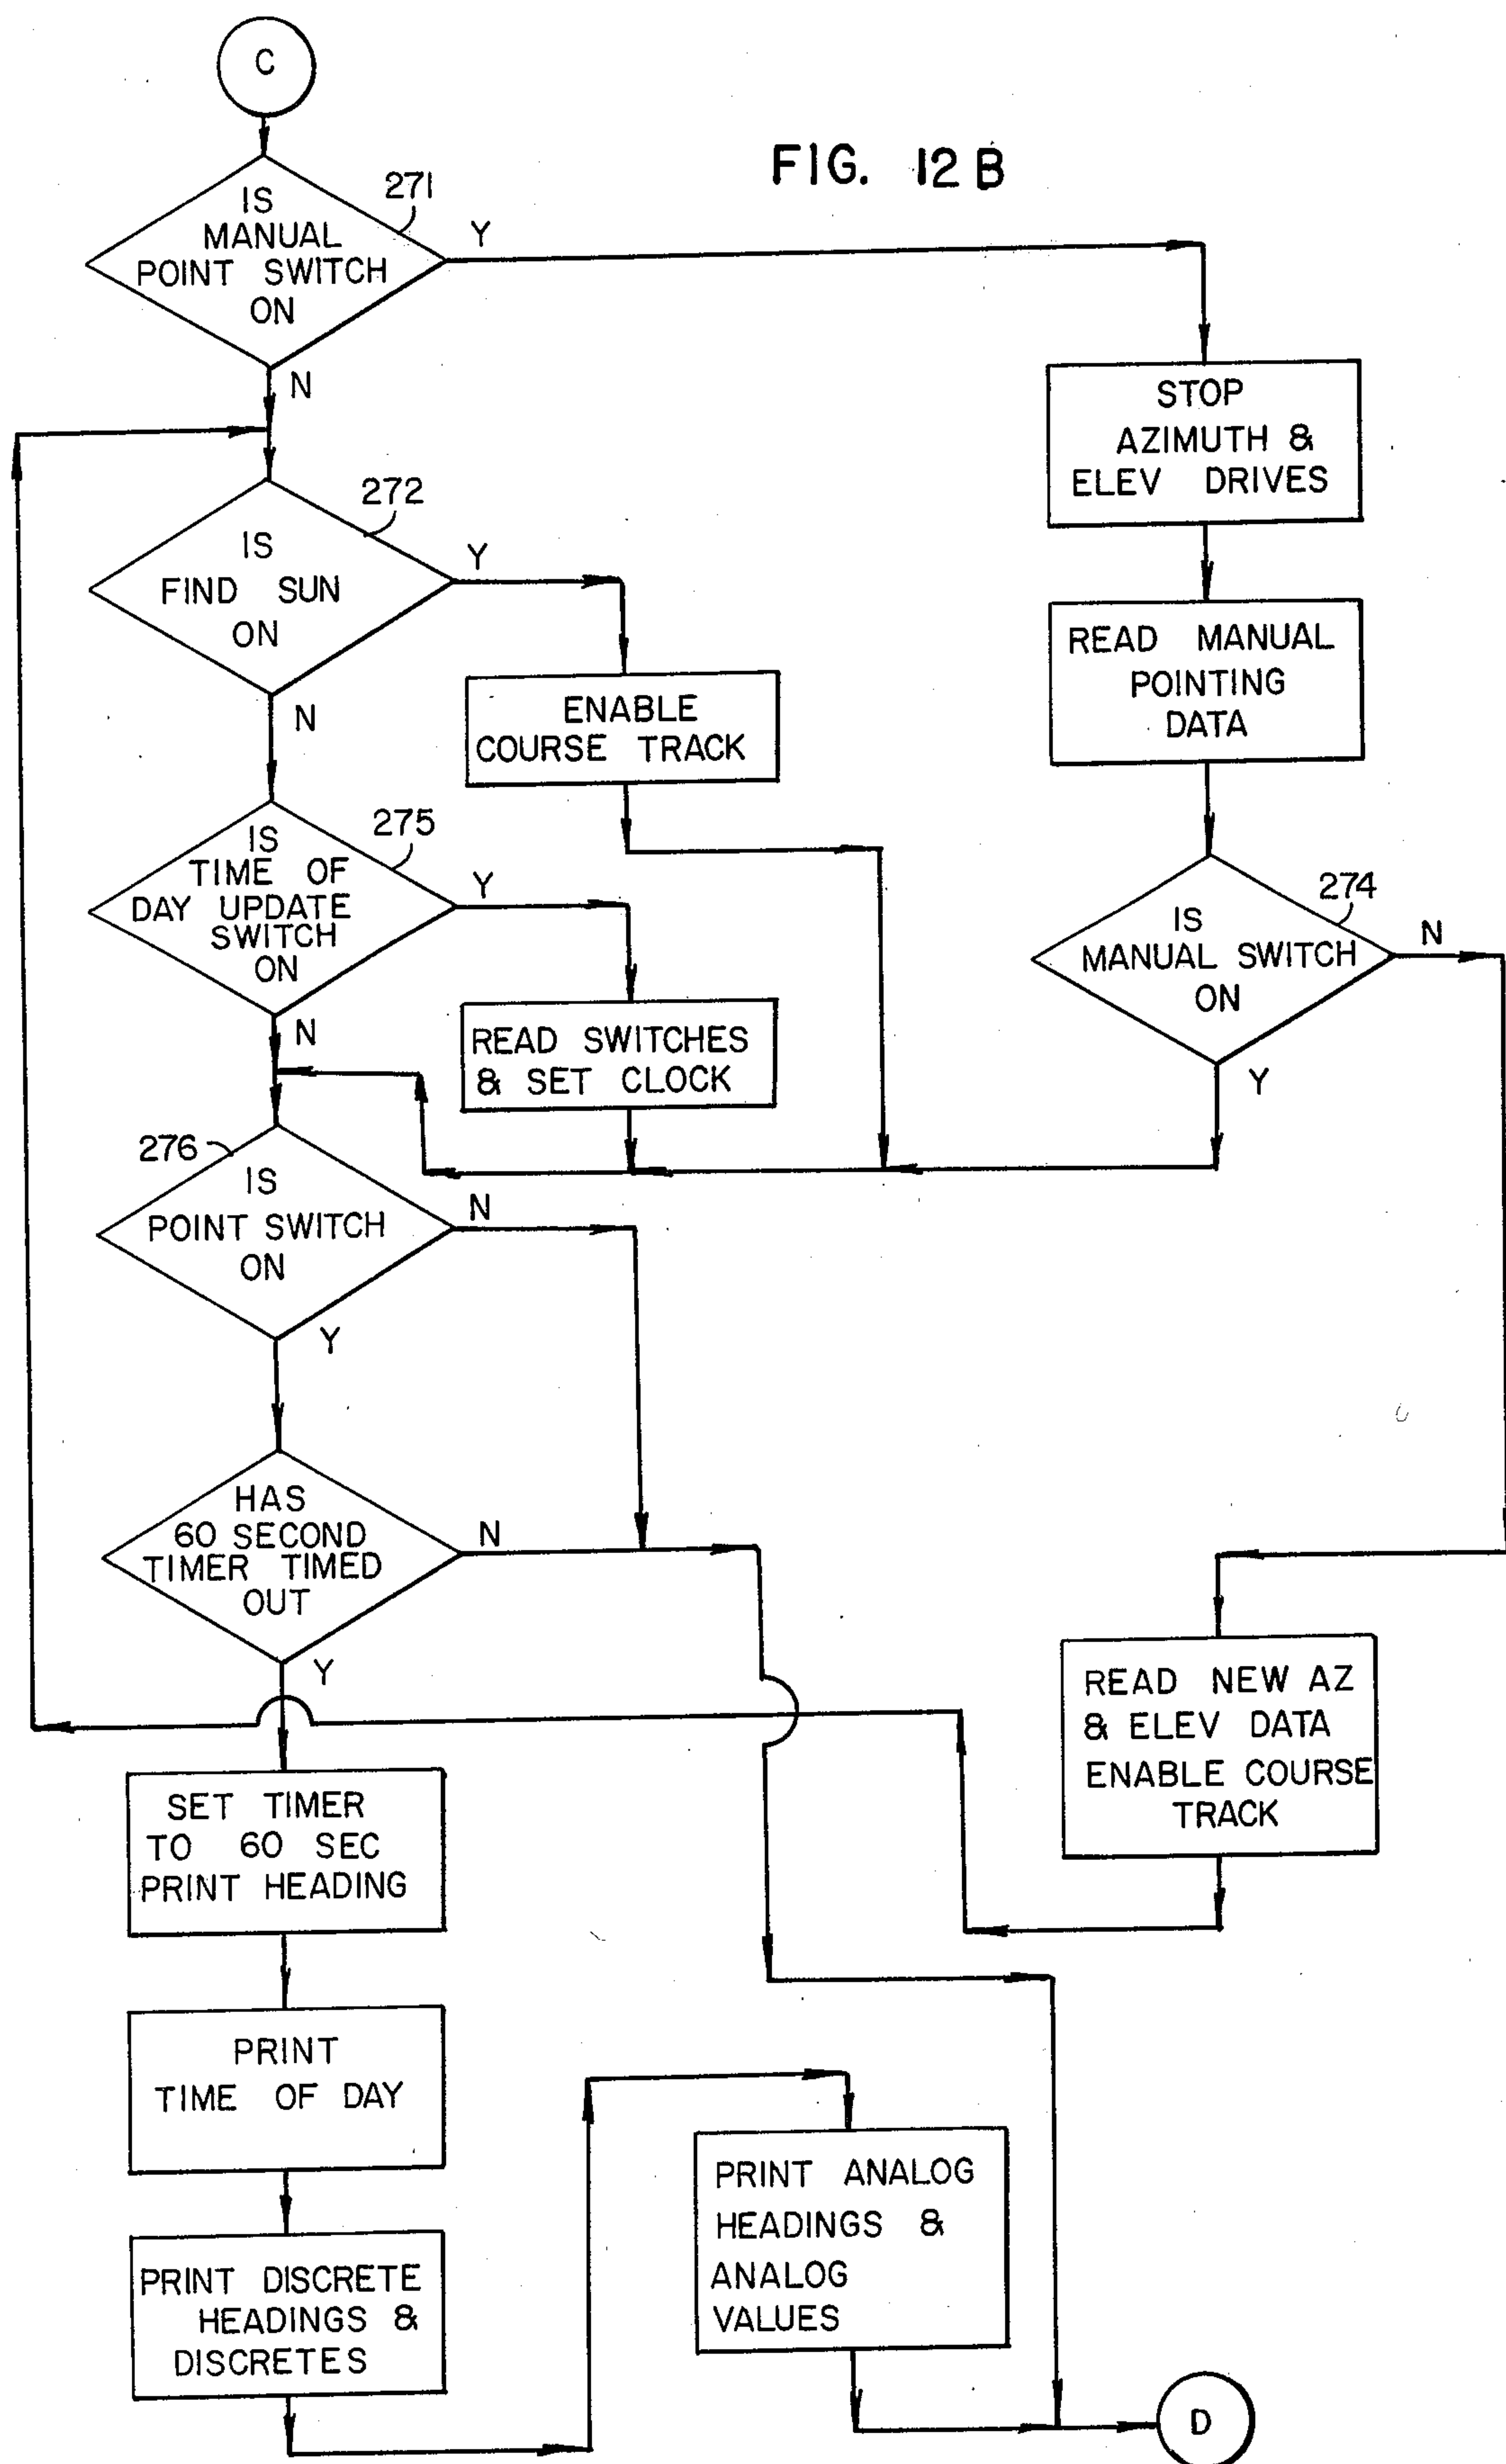 C
FIG. 12B
IS
MANUAL
POINT SWITCH
ON
271
Y
N
STOP
AZIMUTH &
ELEV DRIVES
272
IS
FIND SUN
ON
Y
N
ENABLE
COURSE TRACK
READ MANUAL
POINTING
DATA
275
IS
TIME OF
DAY UPDATE
SWITCH
ON
Y
N
READ SWITCHES
& SET CLOCK
274
IS
MANUAL SWITCH
ON
N
Y
276
IS
POINT SWITCH
ON
N
Y
HAS
60 SECOND
TIMER TIMED
OUT
N
Y
READ NEW AZ
& ELEV DATA
ENABLE COURSE
TRACK
SET TIMER
TO 60 SEC
PRINT HEADING
PRINT
TIME OF DAY
PRINT DISCRETE
HEADINGS &
DISCRETES
PRINT ANALOG
HEADINGS &
ANALOG
VALUES
D